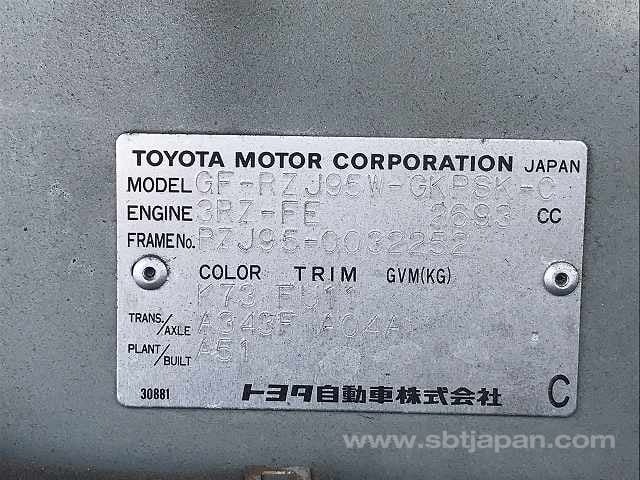 TOYOTA MOTOR CORPORATION JAPAN
MODEL GF-RZJ95W-GKPSK-C
ENGINE 3RZ-FE 2693 CC
FRAME No. RZJ95-0032252
COLOR TRIM GVM(KG)
K73 FU11
TRANS./AXLE A343F A04A
PLANT/BUILT A51
30881 トヨタ自動車株式会社 C
www.sbtjapan.com